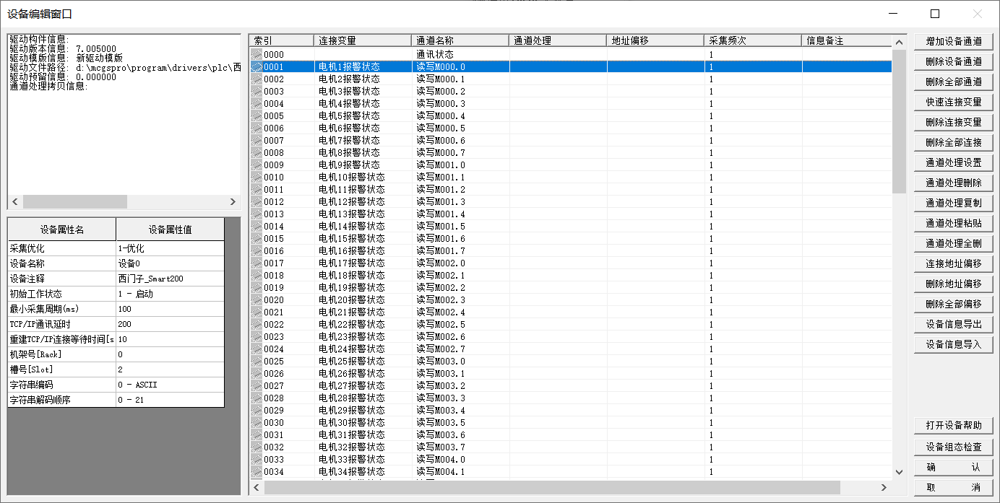 设备编辑窗口
驱动构件信息:
驱动版本信息: 7.005000
驱动模版信息: 新驱动模版
驱动文件路径: d:\mcgspro\program\drivers\plc\西
驱动预留信息: 0.000000
通道处理拷贝信息:
设备属性名 设备属性值
采集优化 1-优化
设备名称 设备0
设备注释 西门子_Smart200
初始工作状态 1 - 启动
最小采集周期(ms) 100
TCP/IP通讯延时 200
重建TCP/IP连接等待时间[s 10
机架号[Rack] 0
槽号[Slot] 2
字符串编码 0 - ASCII
字符串解码顺序 0 - 21
索引 连接变量 通道名称 通道处理 地址偏移 采集频次 信息备注
0000 通讯状态 1
0001 电机1报警状态 读写M000.0 1
0002 电机2报警状态 读写M000.1 1
0003 电机3报警状态 读写M000.2 1
0004 电机4报警状态 读写M000.3 1
0005 电机5报警状态 读写M000.4 1
0006 电机6报警状态 读写M000.5 1
0007 电机7报警状态 读写M000.6 1
0008 电机8报警状态 读写M000.7 1
0009 电机9报警状态 读写M001.0 1
0010 电机10报警状态 读写M001.1 1
0011 电机11报警状态 读写M001.2 1
0012 电机12报警状态 读写M001.3 1
0013 电机13报警状态 读写M001.4 1
0014 电机14报警状态 读写M001.5 1
0015 电机15报警状态 读写M001.6 1
0016 电机16报警状态 读写M001.7 1
0017 电机17报警状态 读写M002.0 1
0018 电机18报警状态 读写M002.1 1
0019 电机19报警状态 读写M002.2 1
0020 电机20报警状态 读写M002.3 1
0021 电机21报警状态 读写M002.4 1
0022 电机22报警状态 读写M002.5 1
0023 电机23报警状态 读写M002.6 1
0024 电机24报警状态 读写M002.7 1
0025 电机25报警状态 读写M003.0 1
0026 电机26报警状态 读写M003.1 1
0027 电机27报警状态 读写M003.2 1
0028 电机28报警状态 读写M003.3 1
0029 电机29报警状态 读写M003.4 1
0030 电机30报警状态 读写M003.5 1
0031 电机31报警状态 读写M003.6 1
0032 电机32报警状态 读写M003.7 1
0033 电机33报警状态 读写M004.0 1
0034 电机34报警状态 读写M004.1 1
增加设备通道
删除设备通道
删除全部通道
快速连接变量
删除连接变量
删除全部连接
通道处理设置
通道处理删除
通道处理复制
通道处理粘贴
通道处理全删
连接地址偏移
删除地址偏移
删除全部偏移
设备信息导出
设备信息导入
打开设备帮助
设备组态检查
确 认
取 消